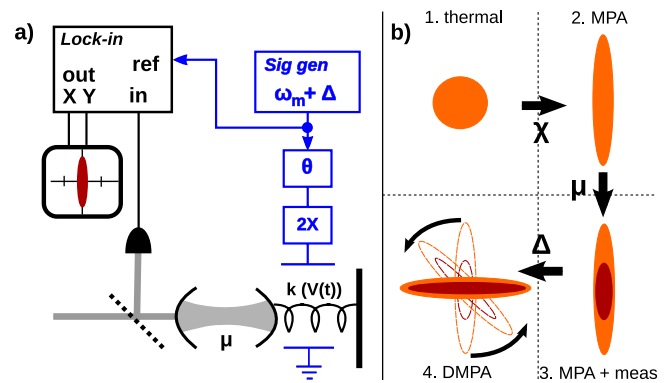 a)
Lock-in
out
ref
X Y
in
Sig gen
ωm + Δ
θ
2X
k (V(t))
μ
b)
1. thermal
2. MPA
χ
μ
Δ
4. DMPA
3. MPA + meas